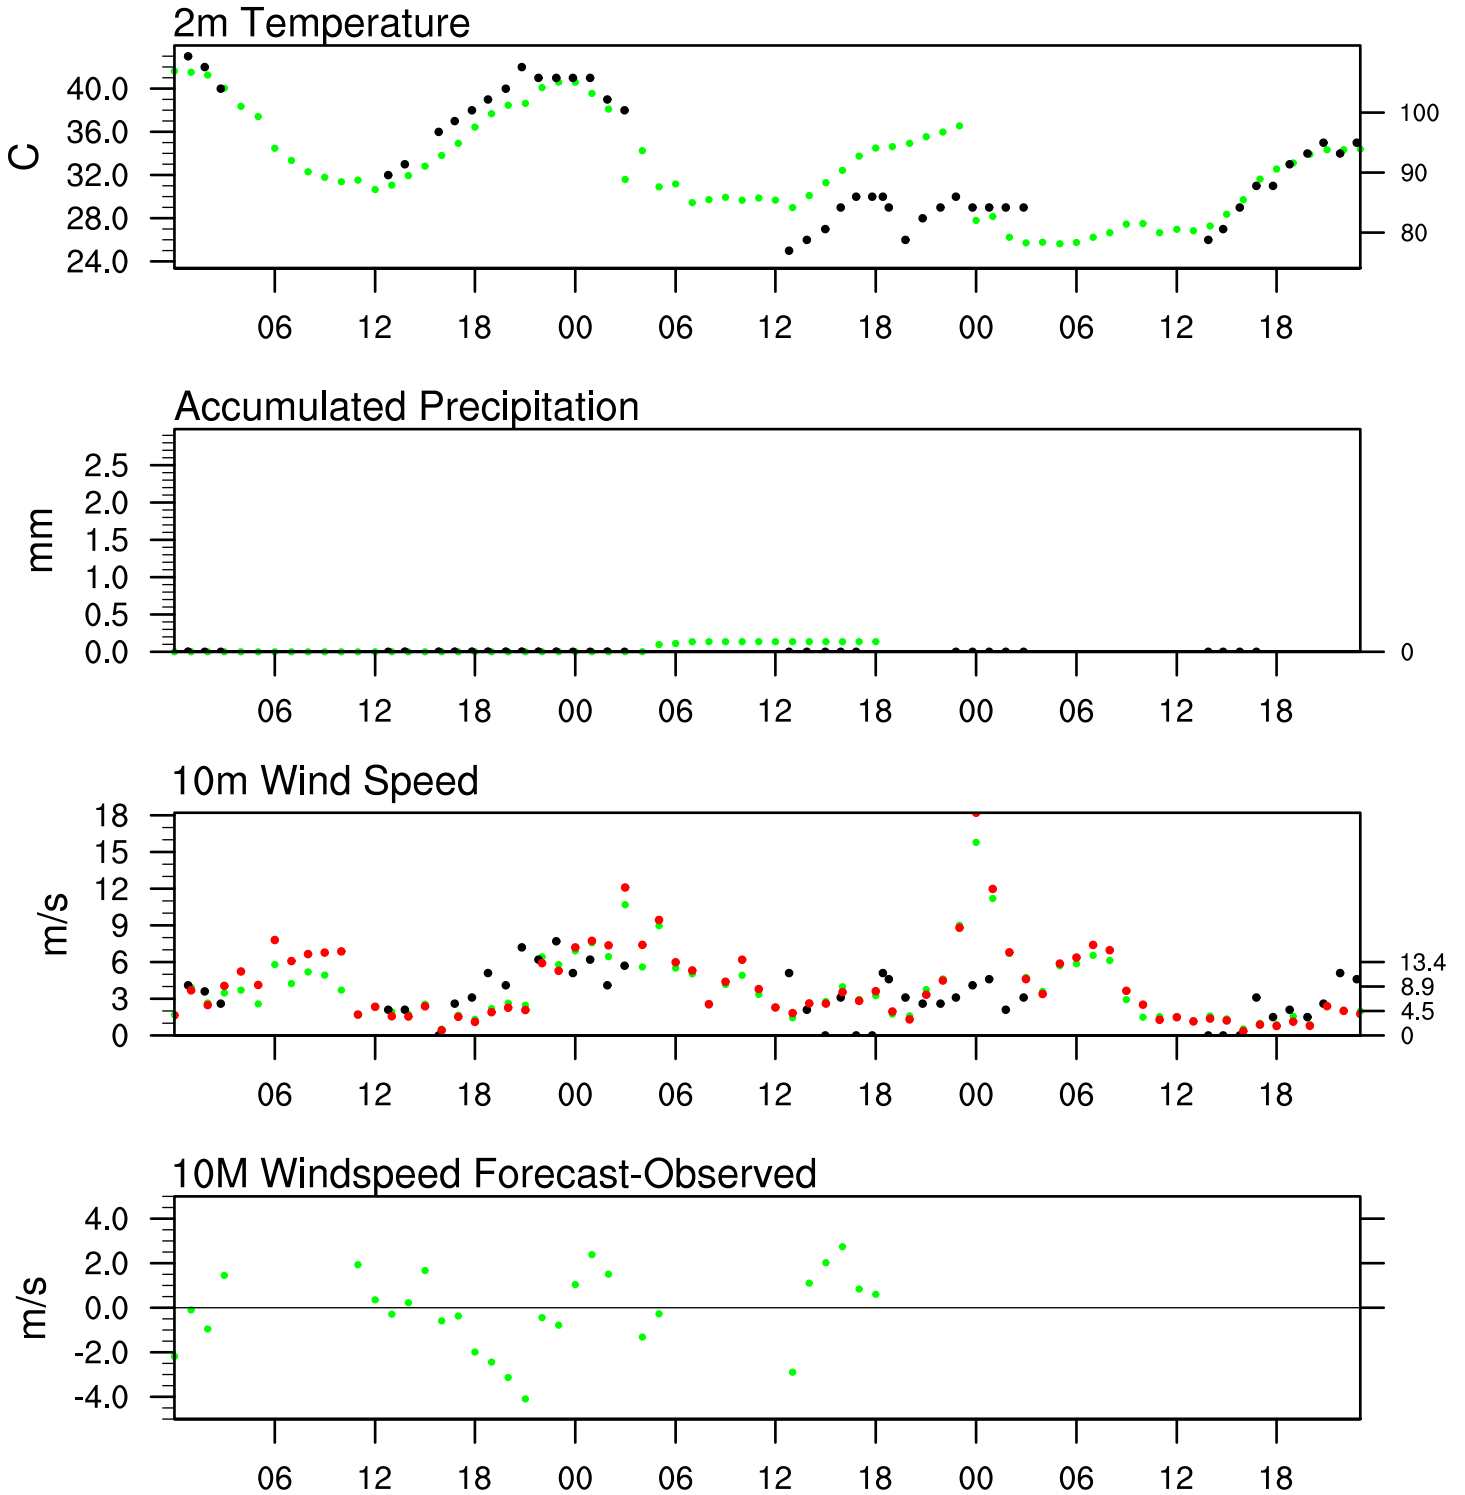 2m Temperature
C
40.0
36.0
32.0
28.0
24.0
100
90
80
06 12 18 00 06 12 18 00 06 12 18
Accumulated Precipitation
mm
2.5
2.0
1.5
1.0
0.5
0.0
0
06 12 18 00 06 12 18 00 06 12 18
10m Wind Speed
m/s
18
15
12
9
6
3
0
13.4
8.9
4.5
0
06 12 18 00 06 12 18 00 06 12 18
10M Windspeed Forecast-Observed
m/s
4.0
2.0
0.0
-2.0
-4.0
06 12 18 00 06 12 18 00 06 12 18